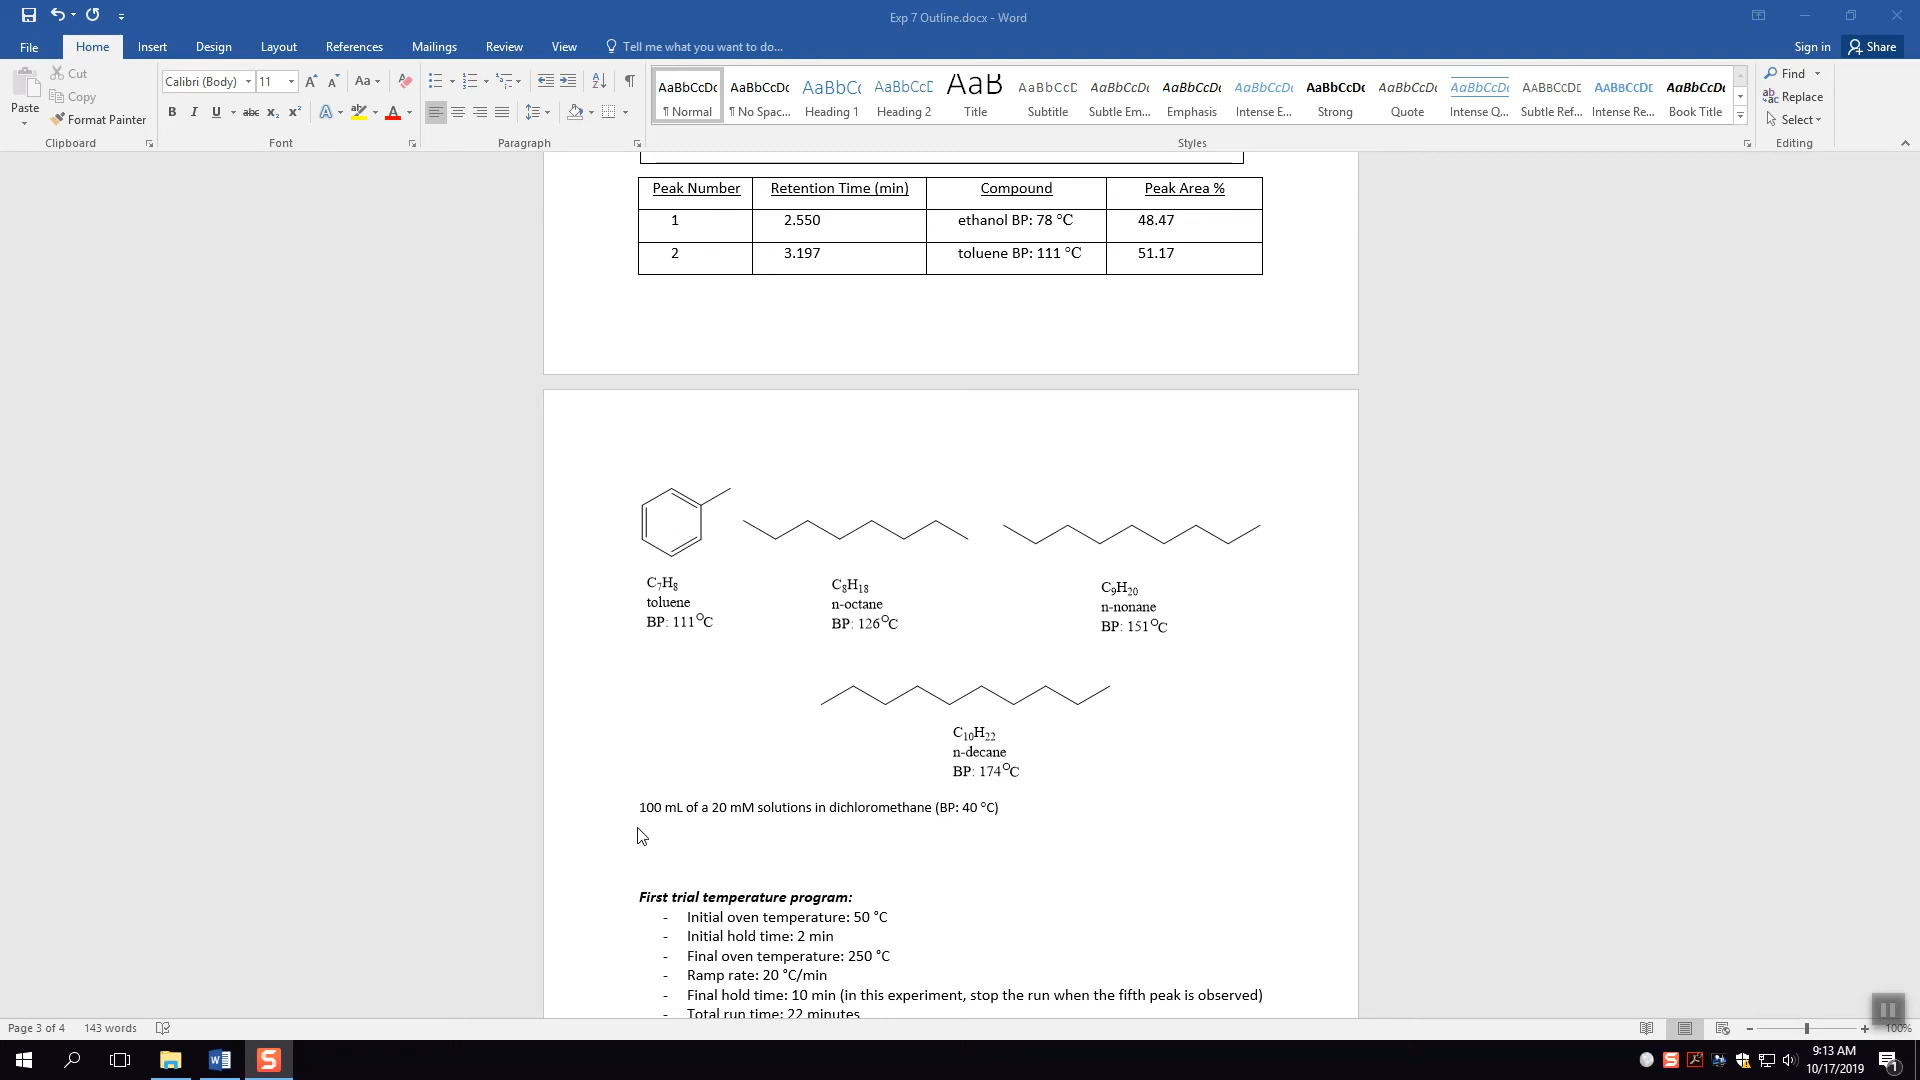 Exp 7 Outline.docx - Word
File Home Insert Design Layout References Mailings Review View Tell me what you want to do... Sign in Share
Paste Cut Copy Format Painter
Clipboard
Calibri (Body) 11
Font
Paragraph
AaBbCcDc AaBbCcDc AaBbCc AaBbCcD AaB AaBbCcD AaBbCcDc AaBbCcDc AaBbCcDc AaBbCcDc AaBbCcDc AaBbCcDc AABBCCDD AABBCCDD AaBbCcDc
¶ Normal ¶ No Spac... Heading 1 Heading 2 Title Subtitle Subtle Em... Emphasis Intense E... Strong Quote Intense Q... Subtle Ref... Intense Re... Book Title
Styles
Find
Replace
Select
Editing
Peak Number Retention Time (min) Compound Peak Area %
1 2.550 ethanol BP: 78 °C 48.47
2 3.197 toluene BP: 111 °C 51.17
C7H8
toluene
BP: 111°C
C8H18
n-octane
BP: 126°C
C9H20
n-nonane
BP: 151°C
C10H22
n-decane
BP: 174°C
100 mL of a 20 mM solutions in dichloromethane (BP: 40 °C)
First trial temperature program:
- Initial oven temperature: 50 °C
- Initial hold time: 2 min
- Final oven temperature: 250 °C
- Ramp rate: 20 °C/min
- Final hold time: 10 min (in this experiment, stop the run when the fifth peak is observed)
- Total run time: 22 minutes
Page 3 of 4 143 words
100%
9:13 AM
10/17/2019